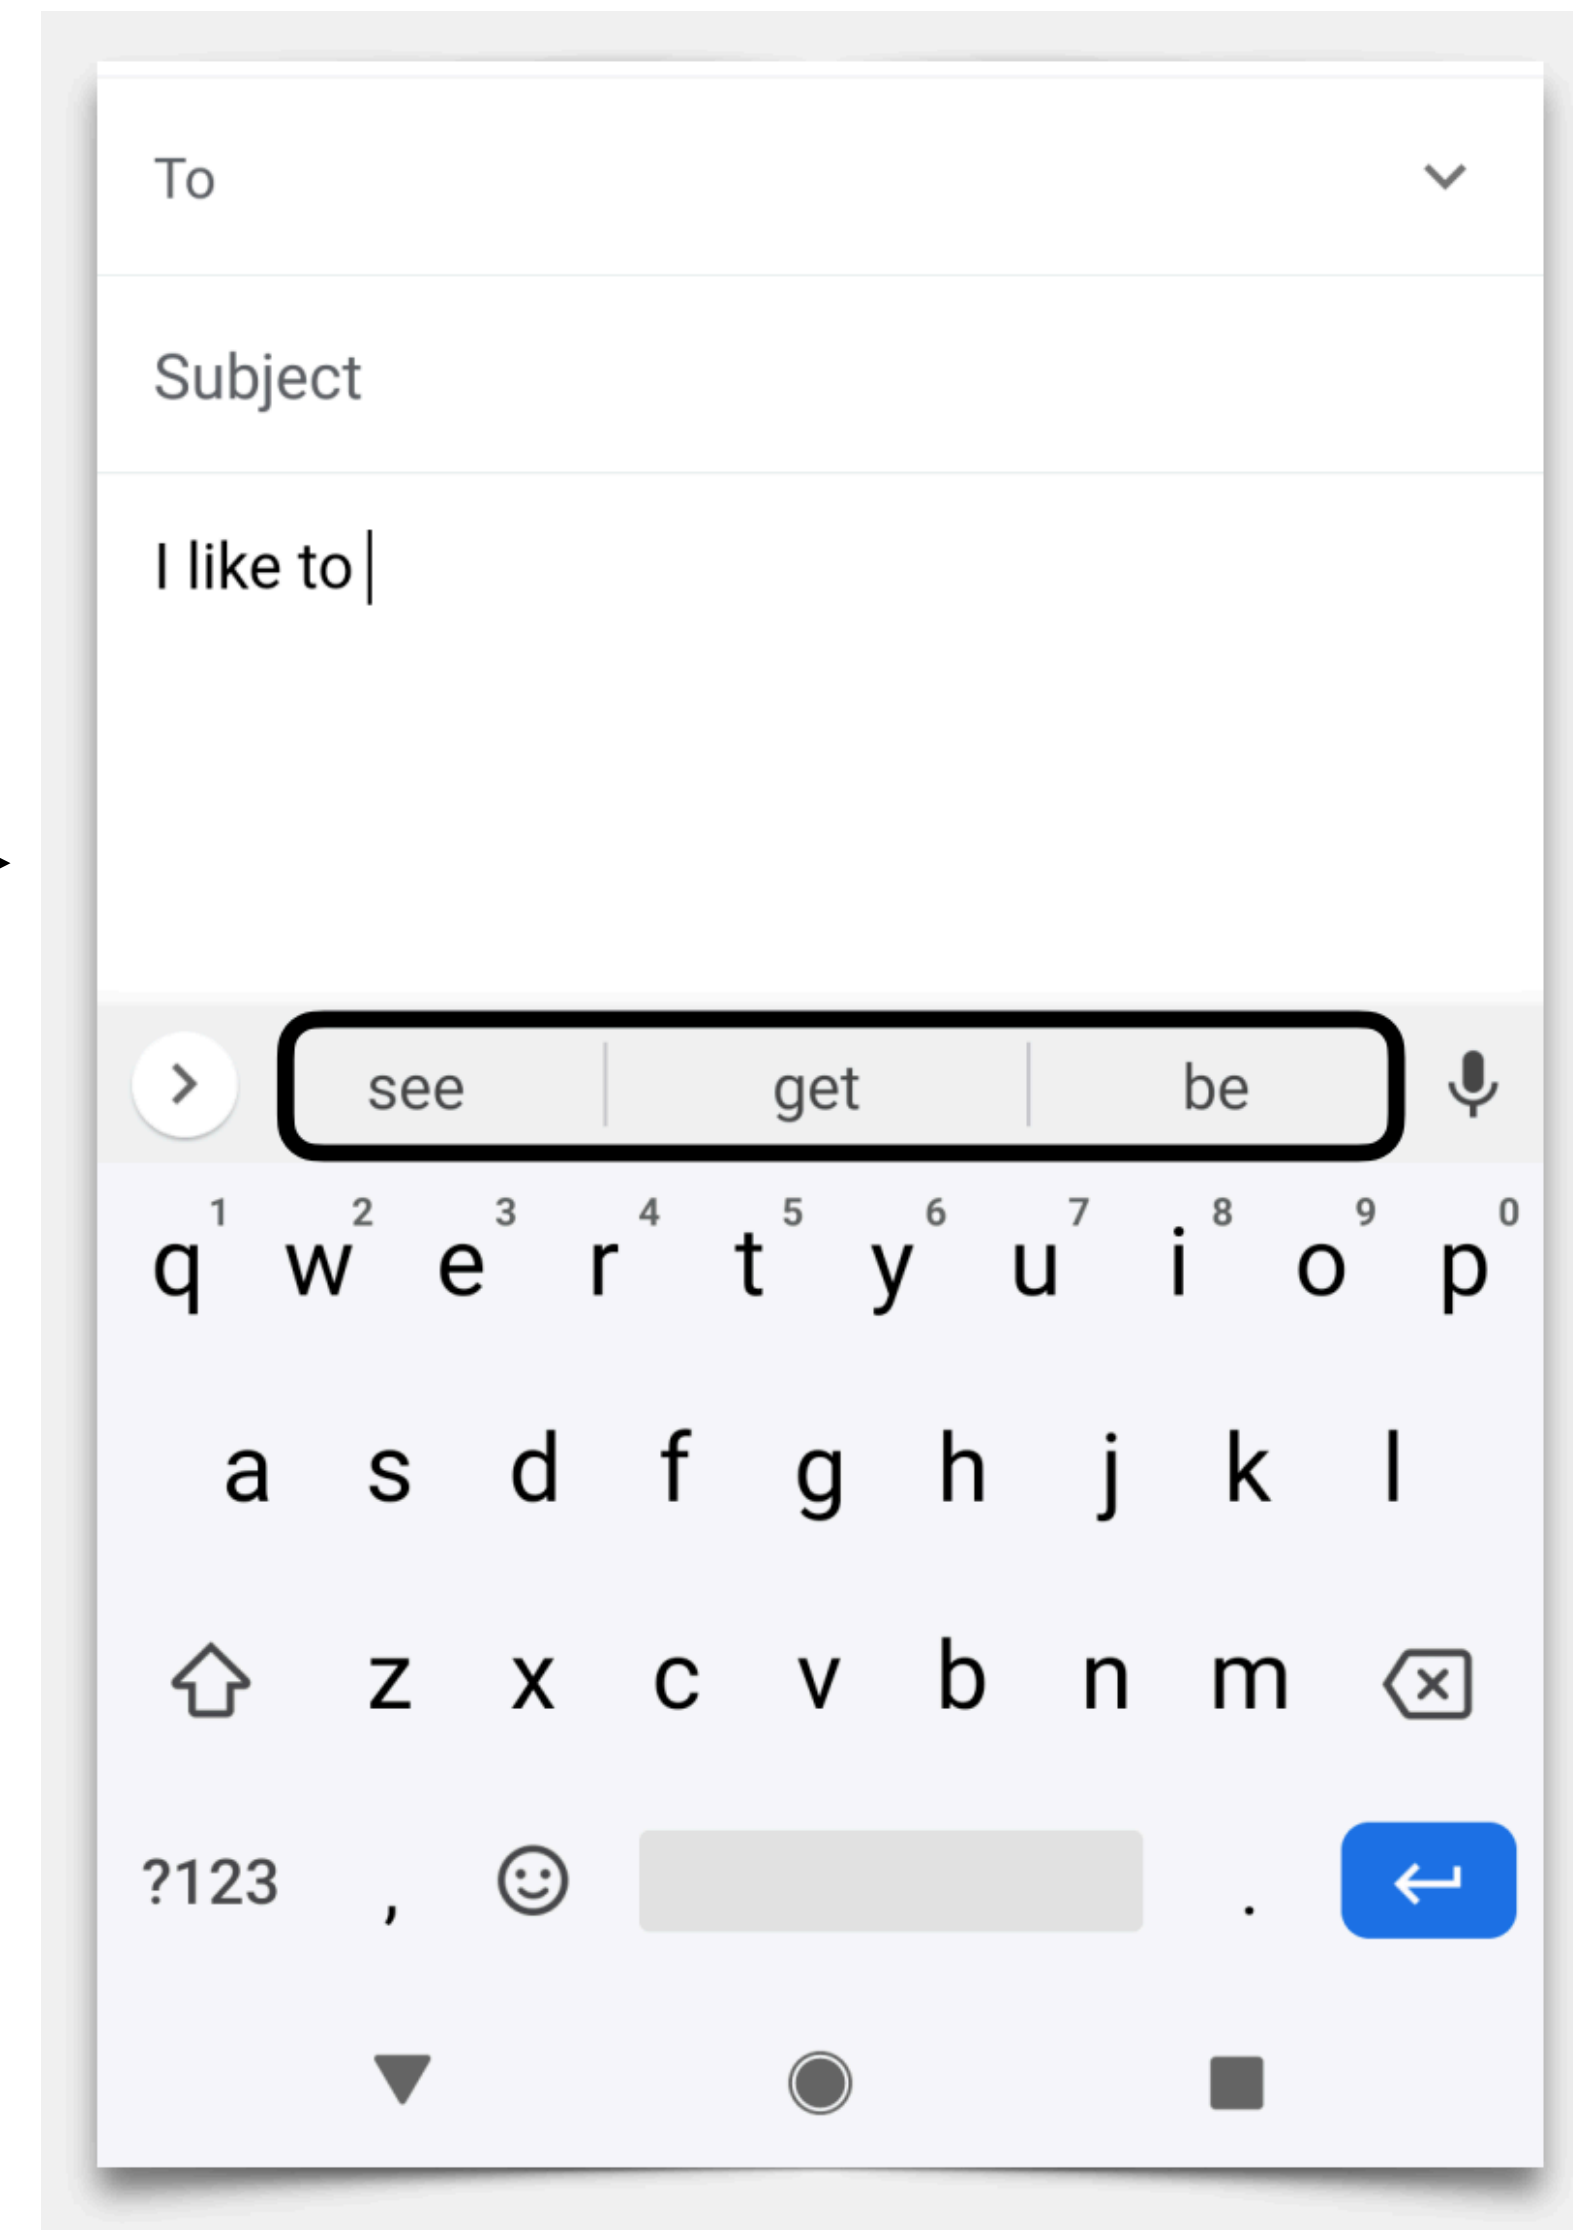 To
Subject
I like to
see get be
1 2 3 4 5 6 7 8 9 0
q w e r t y u i o p
a s d f g h j k l
z x c v b n m
?123 , .